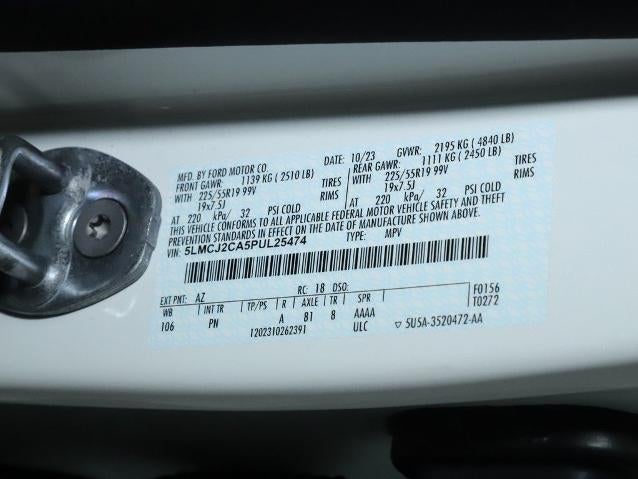 MFD. BY FORD MOTOR CO. DATE: 10/23 GVWR: 2195 KG ( 4840 LB)
FRONT GAWR: 1139 KG ( 2510 LB) REAR GAWR: 1111 KG ( 2450 LB)
WITH 225/55R19 99V TIRES WITH 225/55R19 99V TIRES
19x7.5J RIMS 19x7.5J RIMS
AT 220 kPa/ 32 PSI COLD AT 220 kPa/ 32 PSI COLD
THIS VEHICLE CONFORMS TO ALL APPLICABLE FEDERAL MOTOR VEHICLE SAFETY AND THEFT
PREVENTION STANDARDS IN EFFECT ON THE DATE OF MANUFACTURE SHOWN ABOVE.
VIN: 5LMCJ2CA5PUL25474 TYPE: MPV
EXT PNT: AZ RC: 18 DSO: F0156
WB INT TR TP/PS R AXLE TR SPR T0272
106 PN A 81 8 AAAA
1202310262391 ULC ▽ 5U5A-3520472-AA